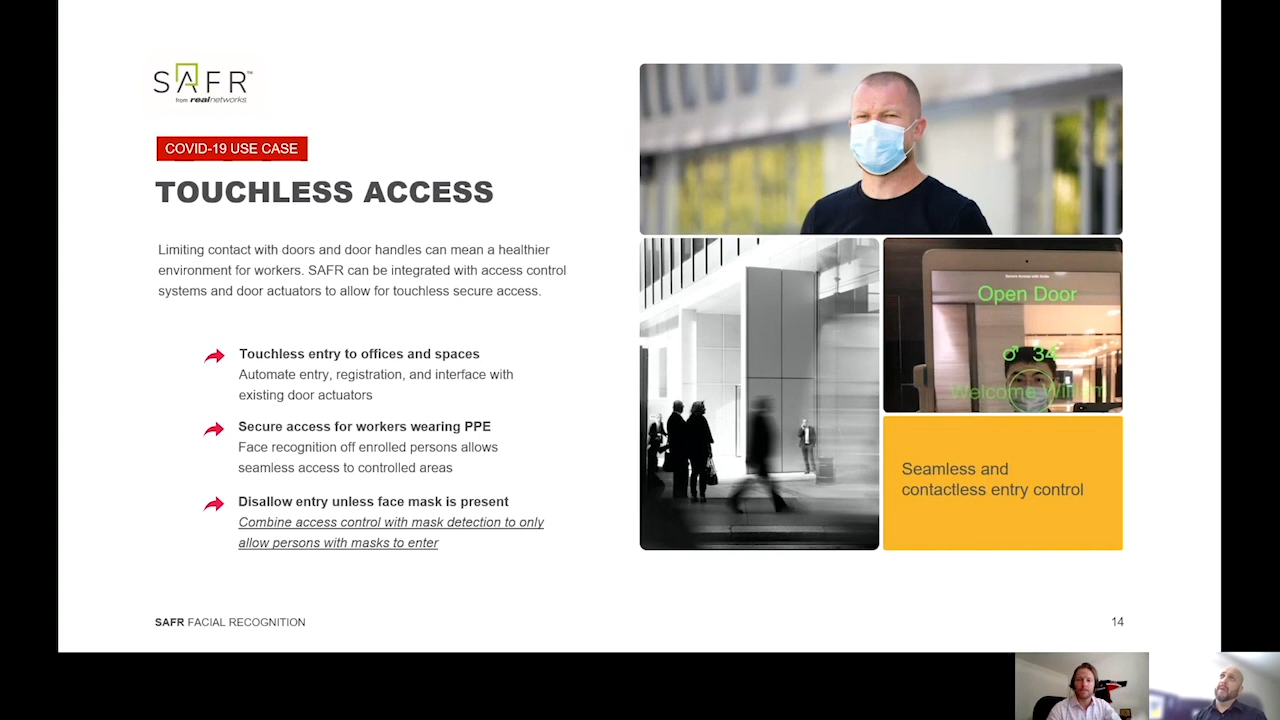 SAFR™
from realnetworks
COVID-19 USE CASE
TOUCHLESS ACCESS
Limiting contact with doors and door handles can mean a healthier
environment for workers. SAFR can be integrated with access control
systems and door actuators to allow for touchless secure access.
Touchless entry to offices and spaces
Automate entry, registration, and interface with
existing door actuators
Secure access for workers wearing PPE
Face recognition off enrolled persons allows
seamless access to controlled areas
Disallow entry unless face mask is present
Combine access control with mask detection to only
allow persons with masks to enter
Open Door
♂ 34
Welcome William
Seamless and
contactless entry control
SAFR FACIAL RECOGNITION
14